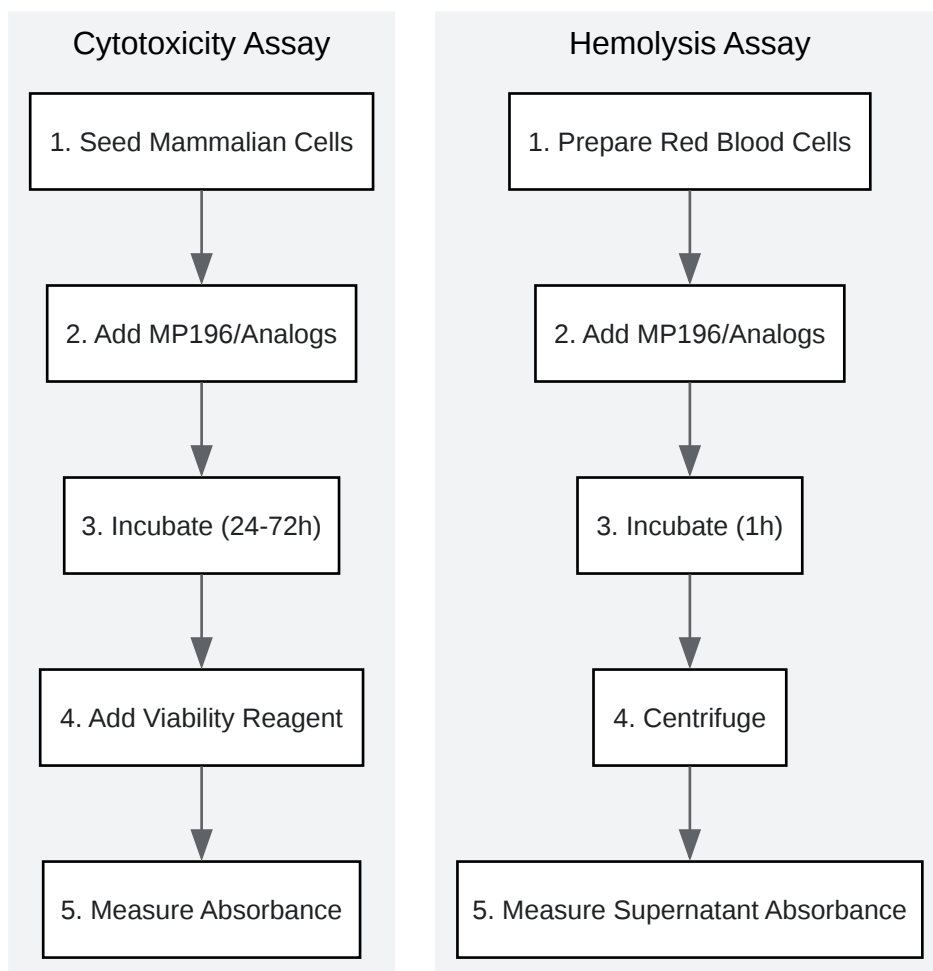 Cytotoxicity Assay
1. Seed Mammalian Cells
2. Add MP196/Analogs
3. Incubate (24-72h)
4. Add Viability Reagent
5. Measure Absorbance
Hemolysis Assay
1. Prepare Red Blood Cells
2. Add MP196/Analogs
3. Incubate (1h)
4. Centrifuge
5. Measure Supernatant Absorbance